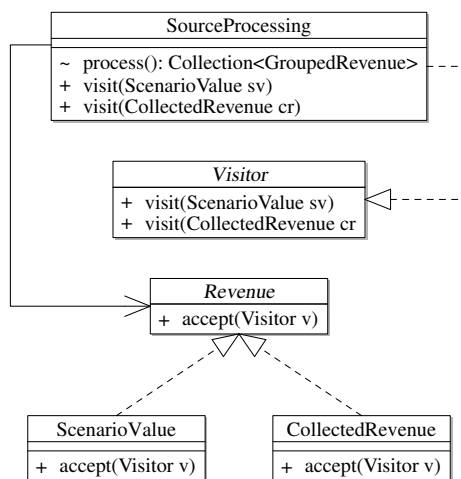 SourceProcessing
~ process(): Collection<GroupedRevenue>
+ visit(ScenarioValue sv)
+ visit(CollectedRevenue cr)
Visitor
+ visit(ScenarioValue sv)
+ visit(CollectedRevenue cr
Revenue
+ accept(Visitor v)
ScenarioValue
+ accept(Visitor v)
CollectedRevenue
+ accept(Visitor v)